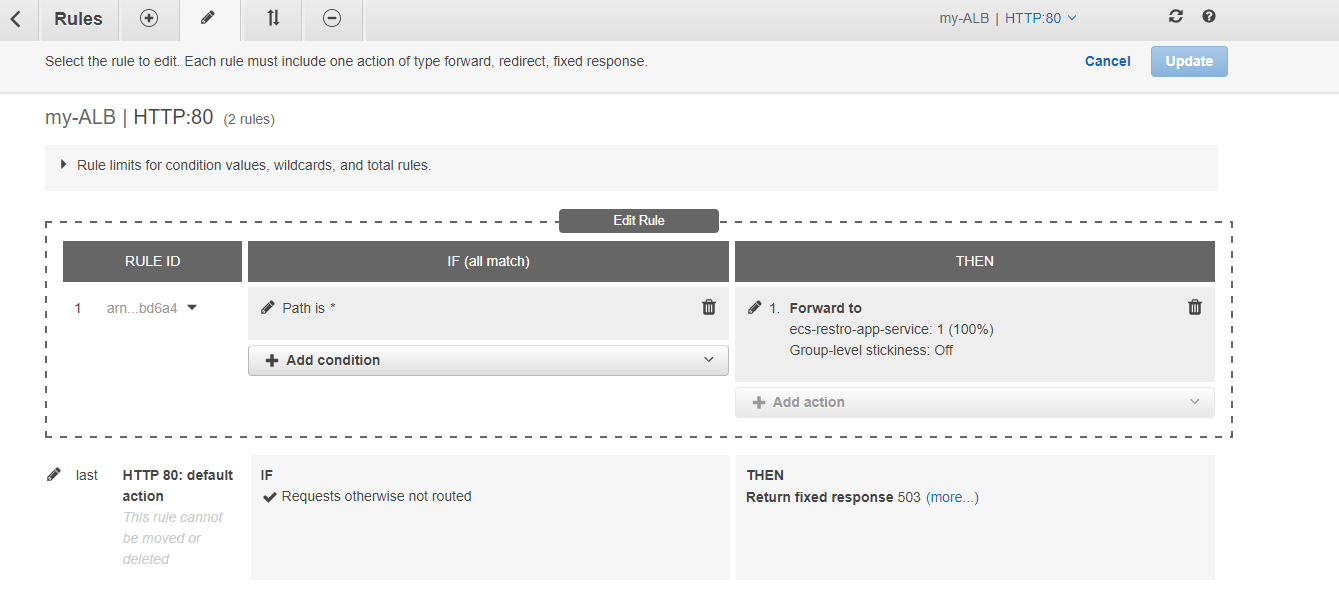 Rules
my-ALB | HTTP:80
Select the rule to edit. Each rule must include one action of type forward, redirect, fixed response.
Cancel
Update
my-ALB | HTTP:80 (2 rules)
Rule limits for condition values, wildcards, and total rules.
Edit Rule
RULE ID
IF (all match)
THEN
1
arn...bd6a4
Path is *
Add condition
1. Forward to
ecs-restro-app-service: 1 (100%)
Group-level stickiness: Off
Add action
last
HTTP 80: default
action
This rule cannot
be moved or
deleted
IF
Requests otherwise not routed
THEN
Return fixed response 503 (more...)